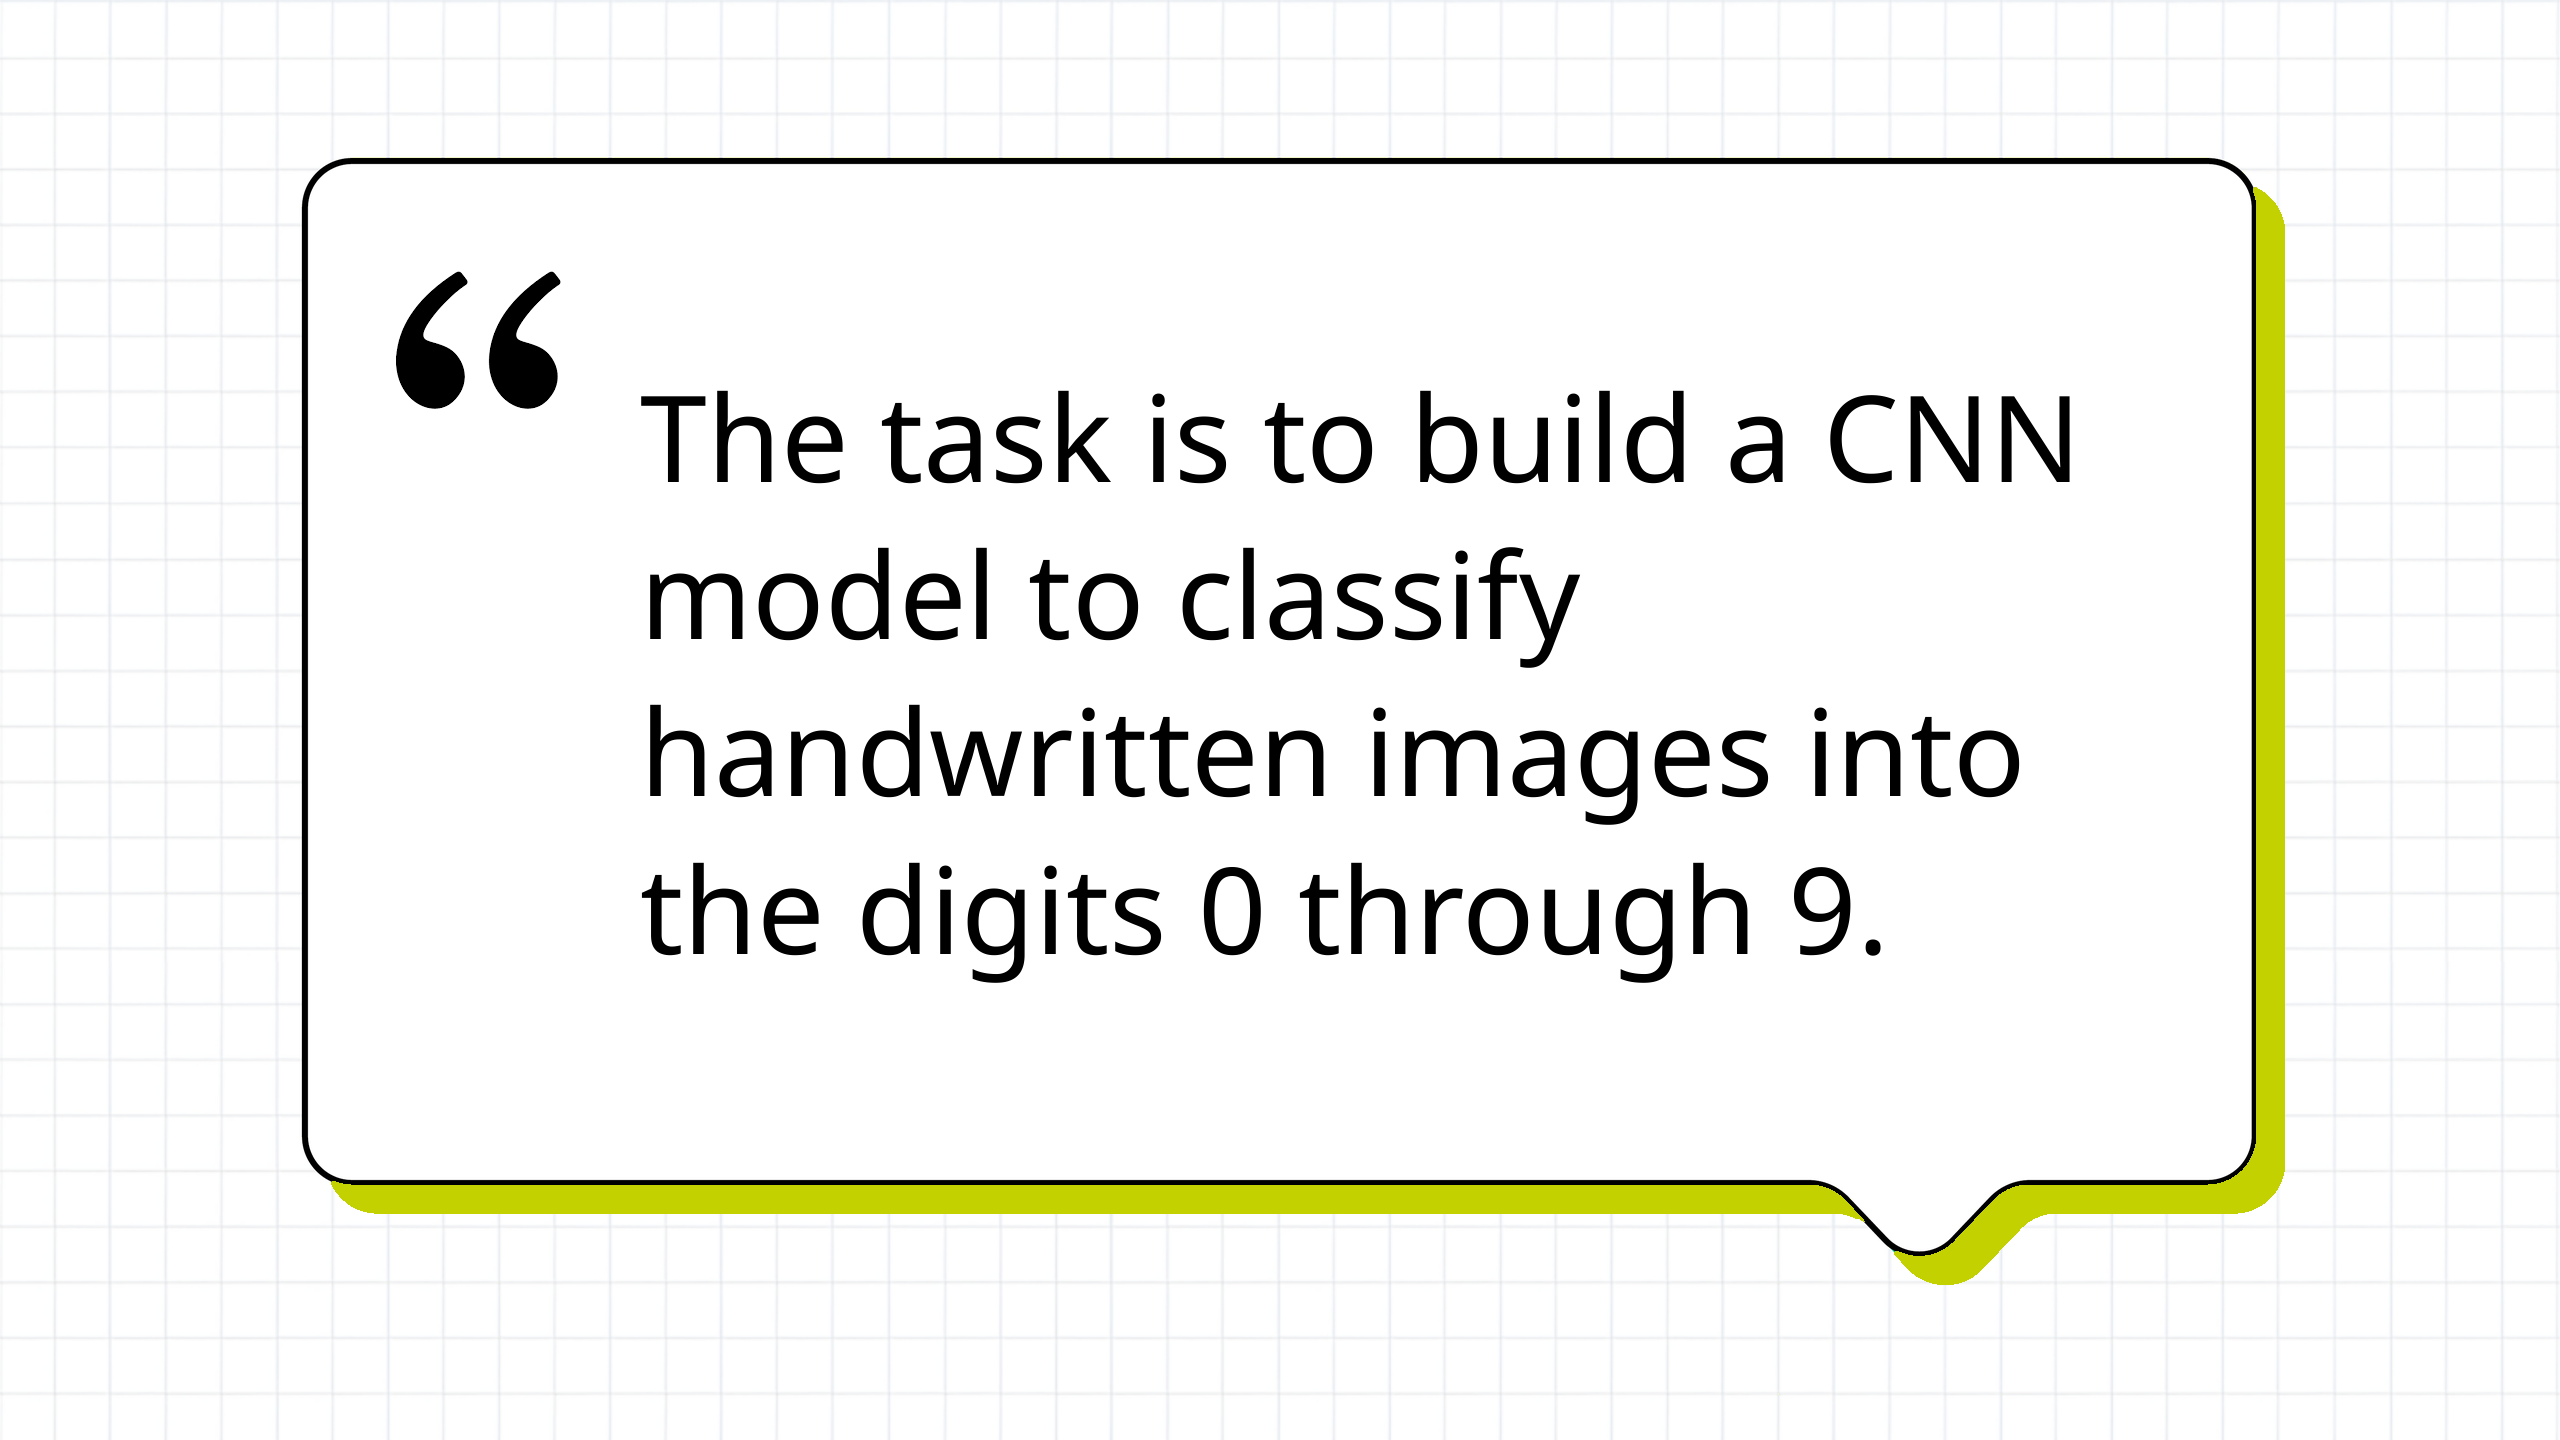 “
The task is to build a CNN
model to classify
handwritten images into
the digits 0 through 9.